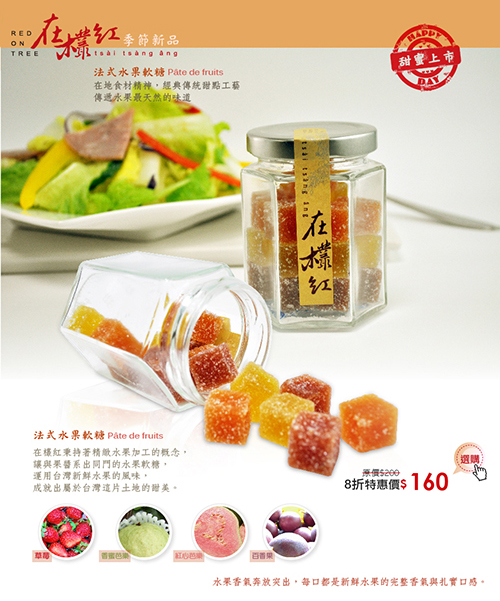 RED
ON
TREE
在欉紅
季節新品
tsāi tsâng âng
HAPPY
甜蜜上市
DAY
法式水果軟糖 Pâte de fruits
在地食材精神，經典傳統甜點工藝
傳遞水果最天然的味道
tsāi tsâng âng
在欉紅
法式水果軟糖 Pâte de fruits
在欉紅秉持著精緻水果加工的概念，
讓與果醬系出同門的水果軟糖，
運用台灣新鮮水果的風味，
成就出屬於台灣這片土地的甜美。
原價$200
8折特惠價$160
選購
草莓
香蜜芭樂
紅心芭樂
百香果
水果香氣奔放突出，每口都是新鮮水果的完整香氣與扎實口感。